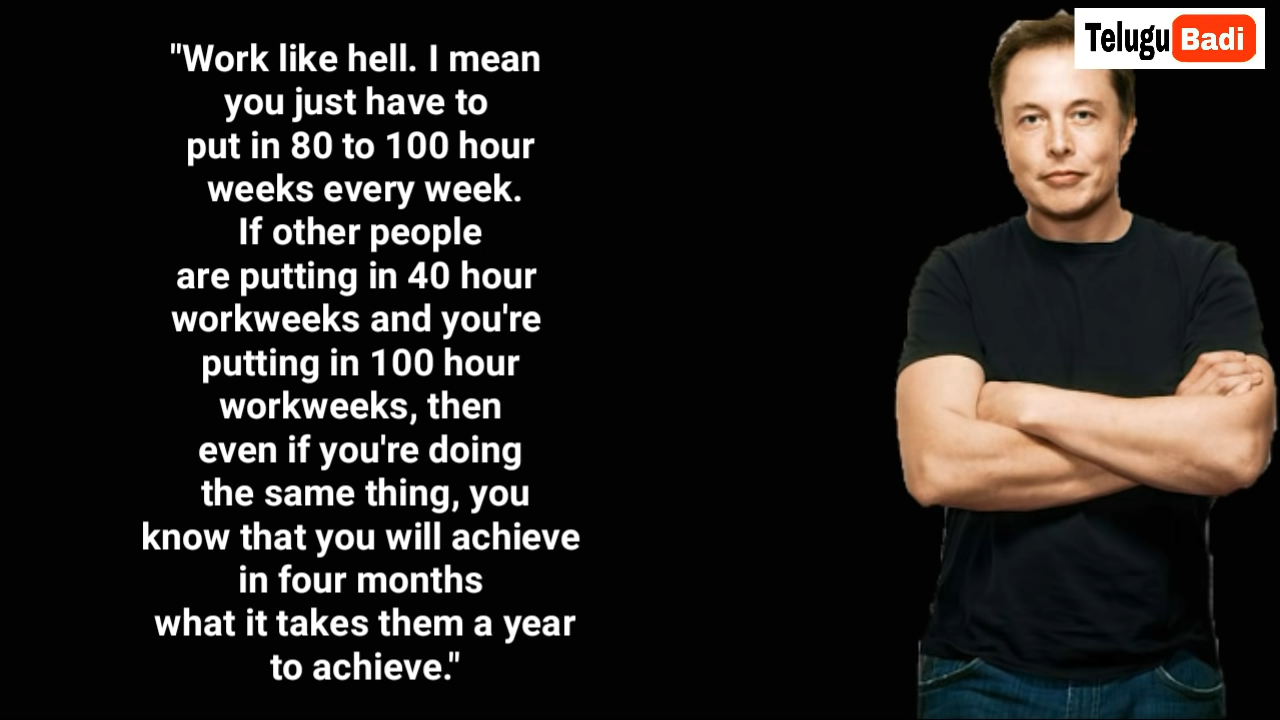 Telugu Badi
"Work like hell. I mean
you just have to
put in 80 to 100 hour
weeks every week.
If other people
are putting in 40 hour
workweeks and you're
putting in 100 hour
workweeks, then
even if you're doing
the same thing, you
know that you will achieve
in four months
what it takes them a year
to achieve."